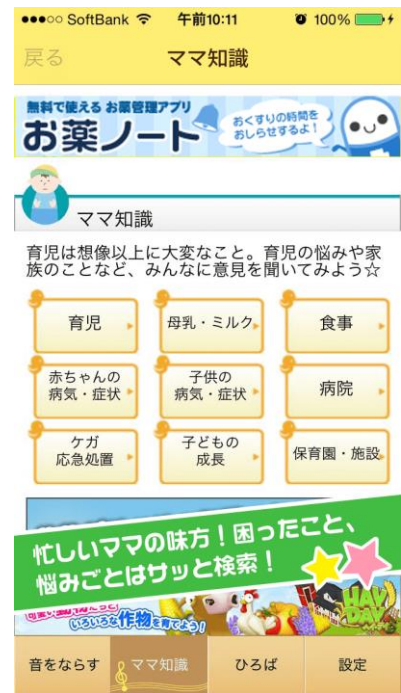 SoftBank 午前10:11 100%
戻る ママ知識
無料で使える お薬管理アプリ
お薬ノート
おくすりの時間を
おしらせするよ!
ママ知識
育児は想像以上に大変なこと。育児の悩みや家
族のことなど、みんなに意見を聞いてみよう☆
育児
母乳・ミルク
食事
赤ちゃんの
病気・症状
子供の
病気・症状
病院
ケガ
応急処置
子どもの
成長
保育園・施設
忙しいママの味方!困ったこと、
悩みごとはサッと検索!
いろいろな作物を育てよう!
HAY
DAY
音をならす ママ知識 ひろば 設定